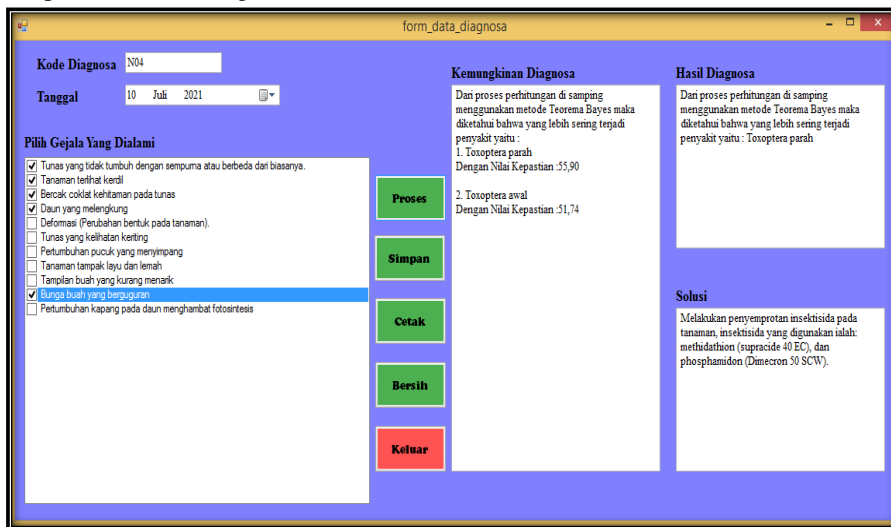 form_data_diagnosa
Kode Diagnosa N04
Tanggal 10 Juli 2021
Pilih Gejala Yang Dialami
Tunas yang tidak tumbuh dengan sempurna atau berbeda dari biasanya.
Tanaman terlihat kerdil
Bercak coklat kehitaman pada tunas
Daun yang melengkung
Deformasi (Perubahan bentuk pada tanaman).
Tunas yang kelihatan keriting
Pertumbuhan pucuk yang menyimpang
Tanaman tampak layu dan lemah
Tampilan buah yang kurang menarik
Bunga buah yang berguguran
Pertumbuhan kapang pada daun menghambat fotosintesis
Proses
Simpan
Cetak
Bersih
Keluar
Kemungkinan Diagnosa
Dari proses perhitungan di samping
menggunakan metode Teorema Bayes maka
diketahui bahwa yang lebih sering terjadi
penyakit yaitu :
1. Toxoptera parah
Dengan Nilai Kepastian :55,90
2. Toxoptera awal
Dengan Nilai Kepastian :51,74
Hasil Diagnosa
Dari proses perhitungan di samping
menggunakan metode Teorema Bayes maka
diketahui bahwa yang lebih sering terjadi
penyakit yaitu : Toxoptera parah
Solusi
Melakukan penyemprotan insektisida pada
tanaman, insektisida yang digunakan ialah:
methidathion (supracide 40 EC), dan
phosphamidon (Dimecron 50 SCW).